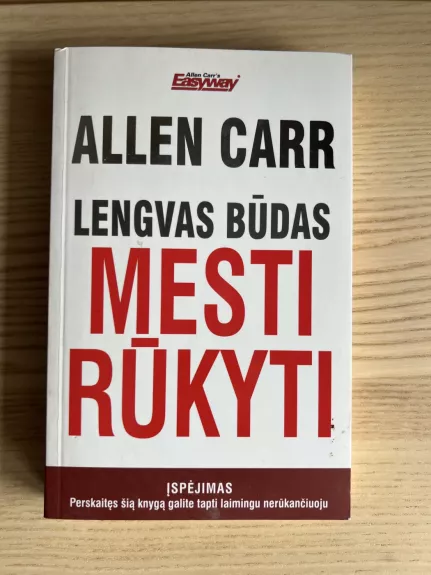 Allen Carr's
Easyway
ALLEN CARR
LENGVAS BŪDAS
MESTI
RŪKYTI
ĮSPĖJIMAS
Perskaitęs šią knygą galite tapti laimingu nerūkančiuoju